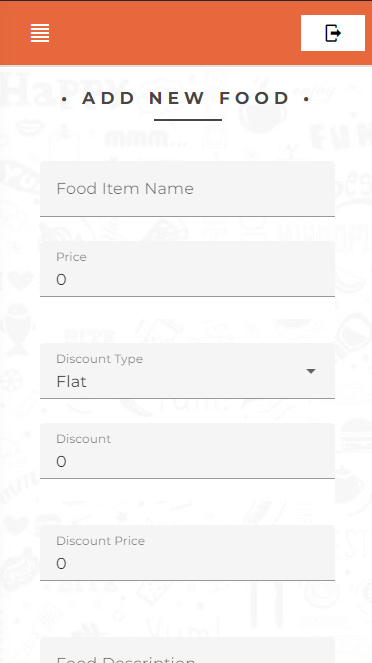 • ADD NEW FOOD •
Food Item Name
Price
0
Discount Type
Flat
Discount
0
Discount Price
0
Food Description